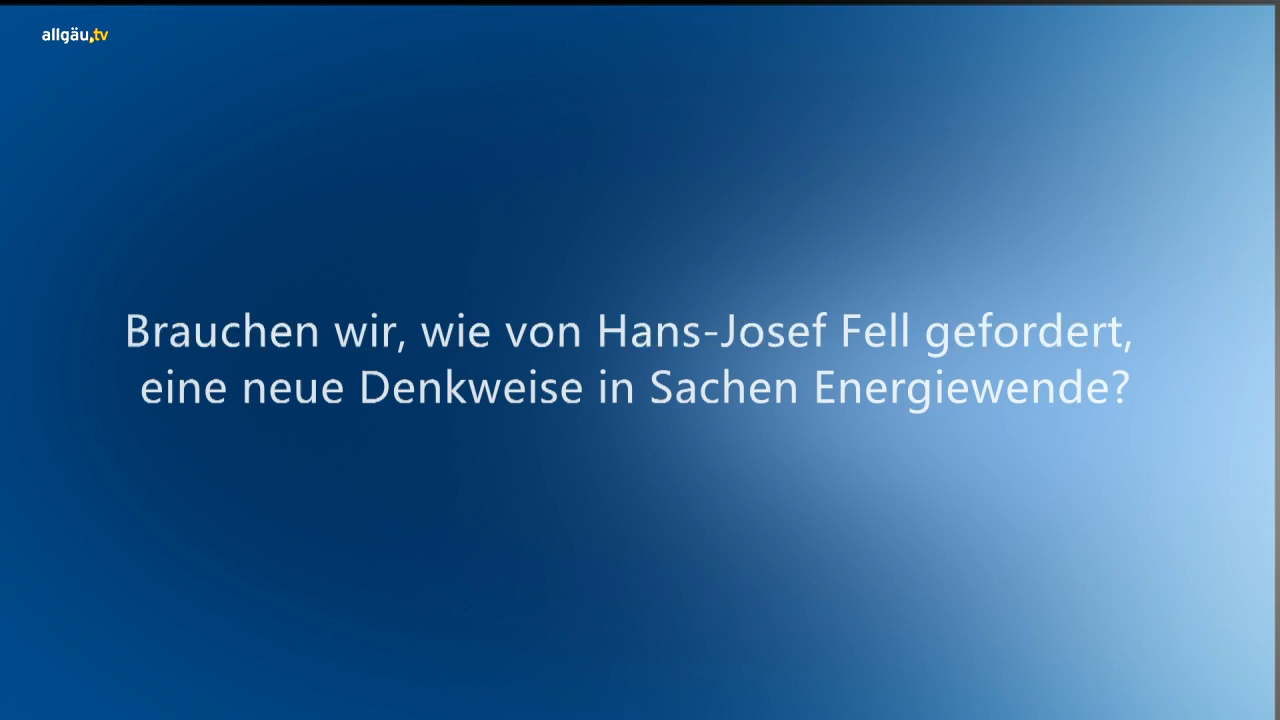 allgäu.tv
Brauchen wir, wie von Hans-Josef Fell gefordert,
eine neue Denkweise in Sachen Energiewende?